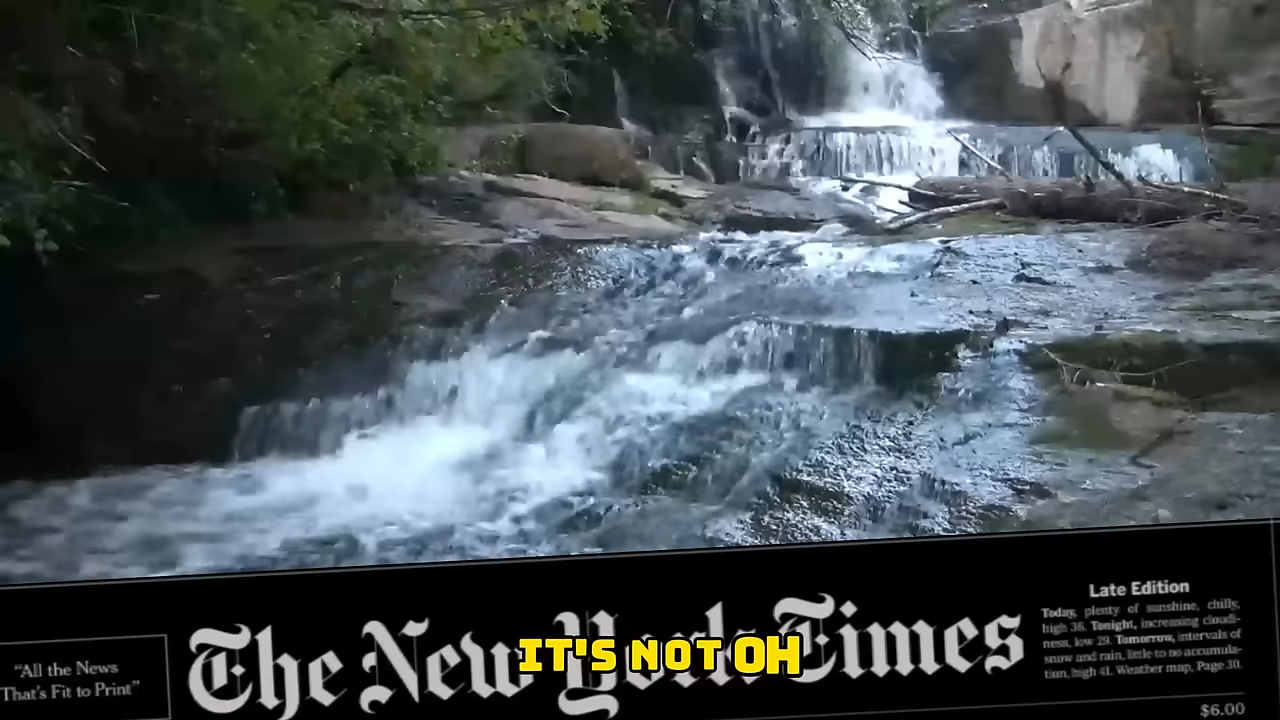 Late Edition
Today, plenty of sunshine, chilly,
high 36. Tonight, increasing cloudi-
ness, low 29. Tomorrow, intervals of
snow and rain, little to no accumula-
tion, high 41. Weather map, Page 30.
$6.00
"All the News
That's Fit to Print"
The New York Times
IT'S NOT OH